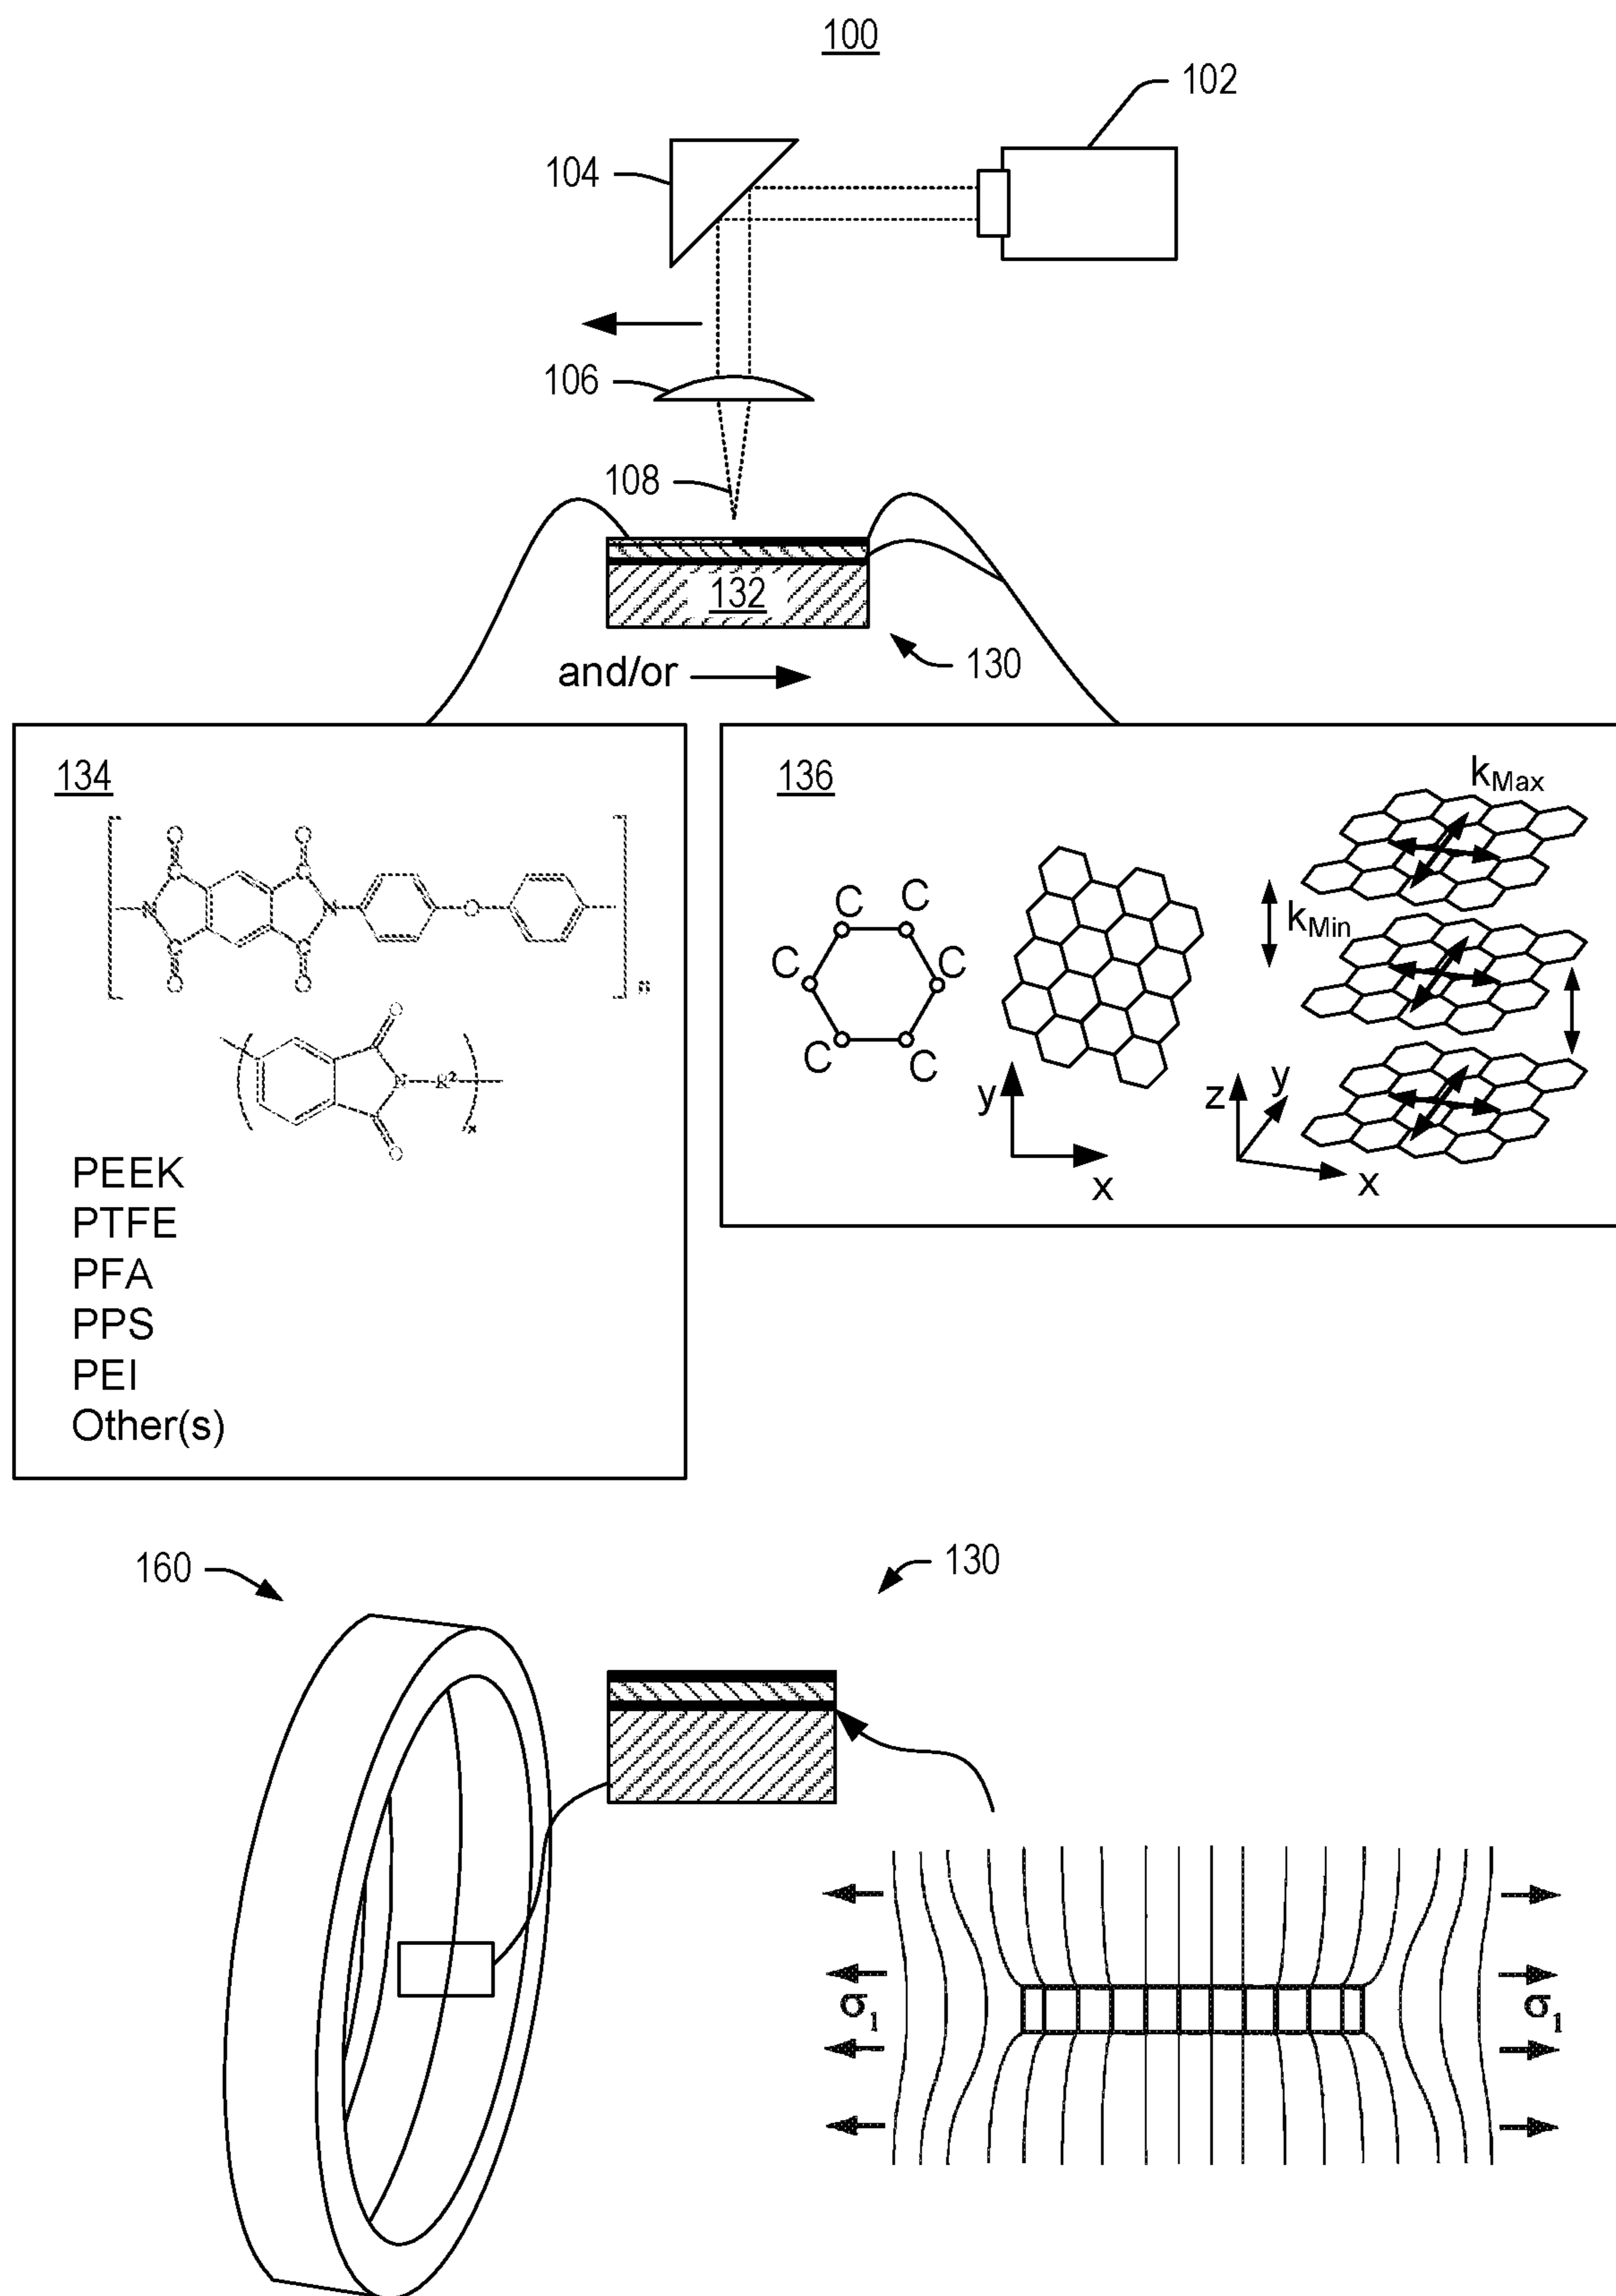 100
102
104
106
108
132
130
and/or
134
O O
N N O
O O
n
O
N R²
x
O
PEEK
PTFE
PFA
PPS
PEI
Other(s)
136
kMax
kMin
C C
C C
C C
y
x
z
y
x
160
130
σ1 σ1